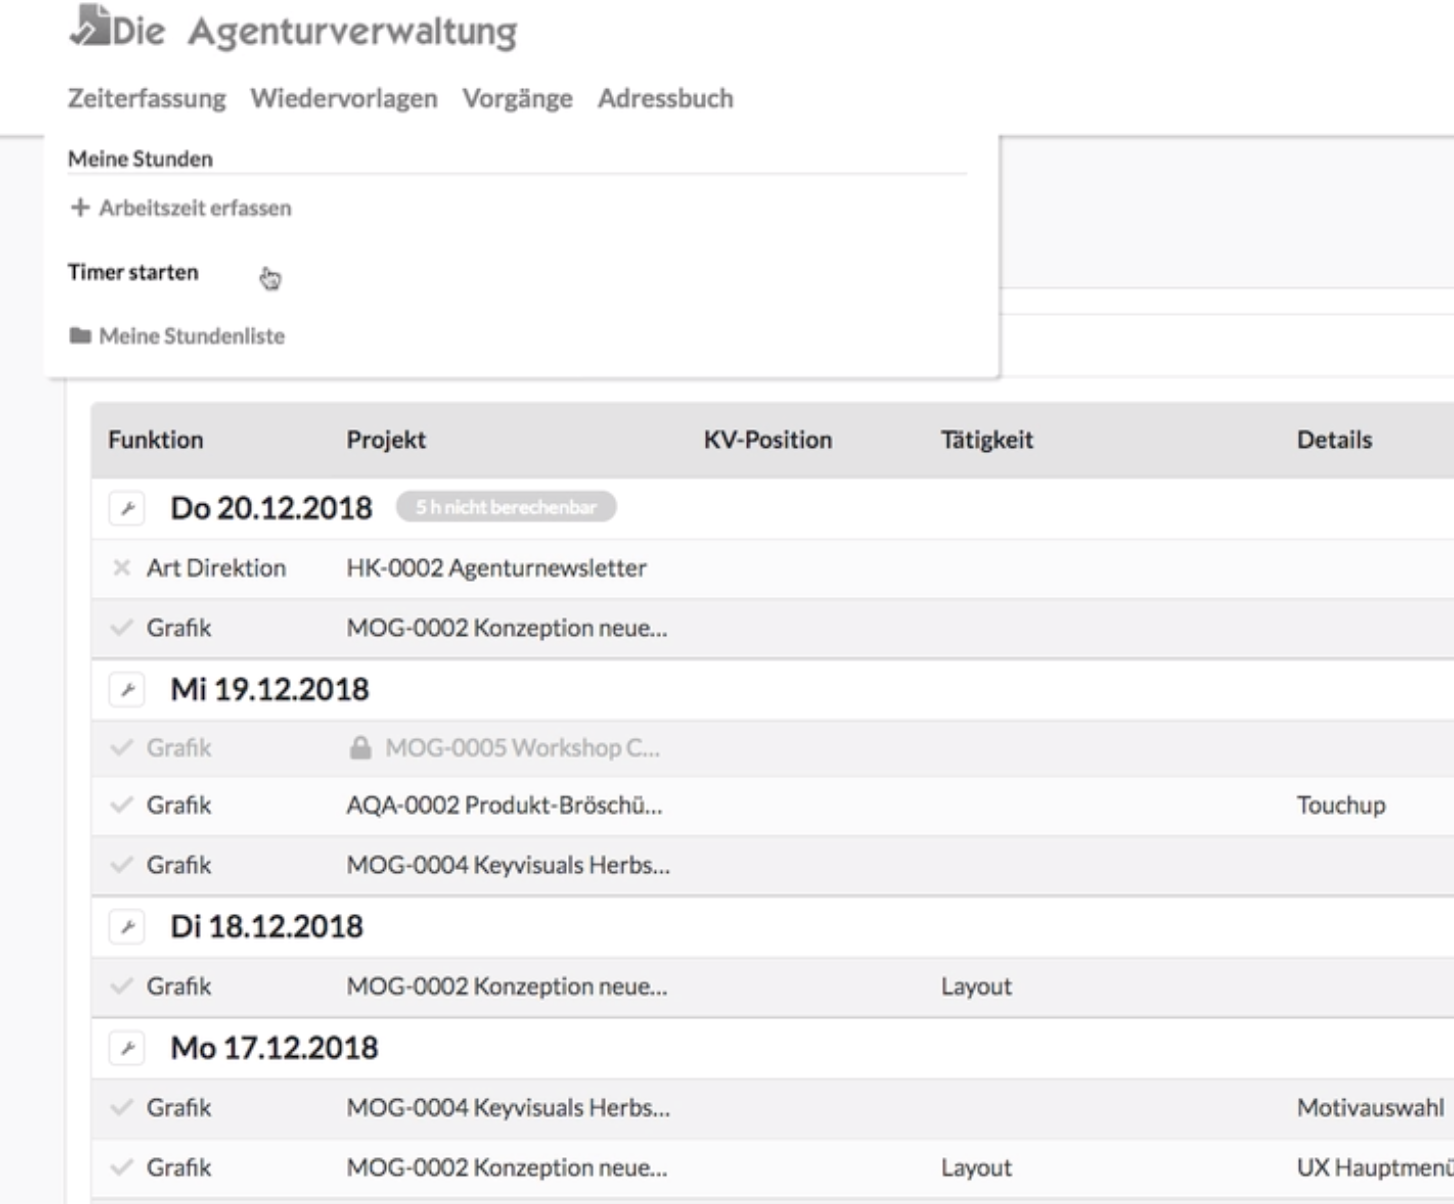 Die Agenturverwaltung
Zeiterfassung Wiedervorlagen Vorgänge Adressbuch
Meine Stunden
+ Arbeitszeit erfassen
Timer starten
Meine Stundenliste
Funktion Projekt KV-Position Tätigkeit Details
Do 20.12.2018 5 h nicht berechenbar
Art Direktion HK-0002 Agenturnewsletter
Grafik MOG-0002 Konzeption neue...
Mi 19.12.2018
Grafik MOG-0005 Workshop C...
Grafik AQA-0002 Produkt-Bröschü... Touchup
Grafik MOG-0004 Keyvisuals Herbs...
Di 18.12.2018
Grafik MOG-0002 Konzeption neue... Layout
Mo 17.12.2018
Grafik MOG-0004 Keyvisuals Herbs... Motivauswahl
Grafik MOG-0002 Konzeption neue... Layout UX Hauptmenü